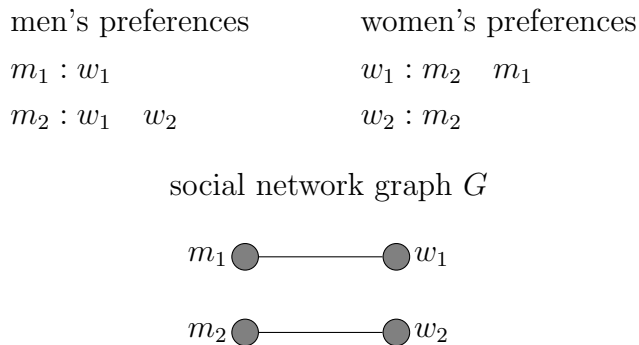 men's preferences women's preferences
m₁ : w₁ w₁ : m₂ m₁
m₂ : w₁ w₂ w₂ : m₂
social network graph G
m₁ w₁
m₂ w₂